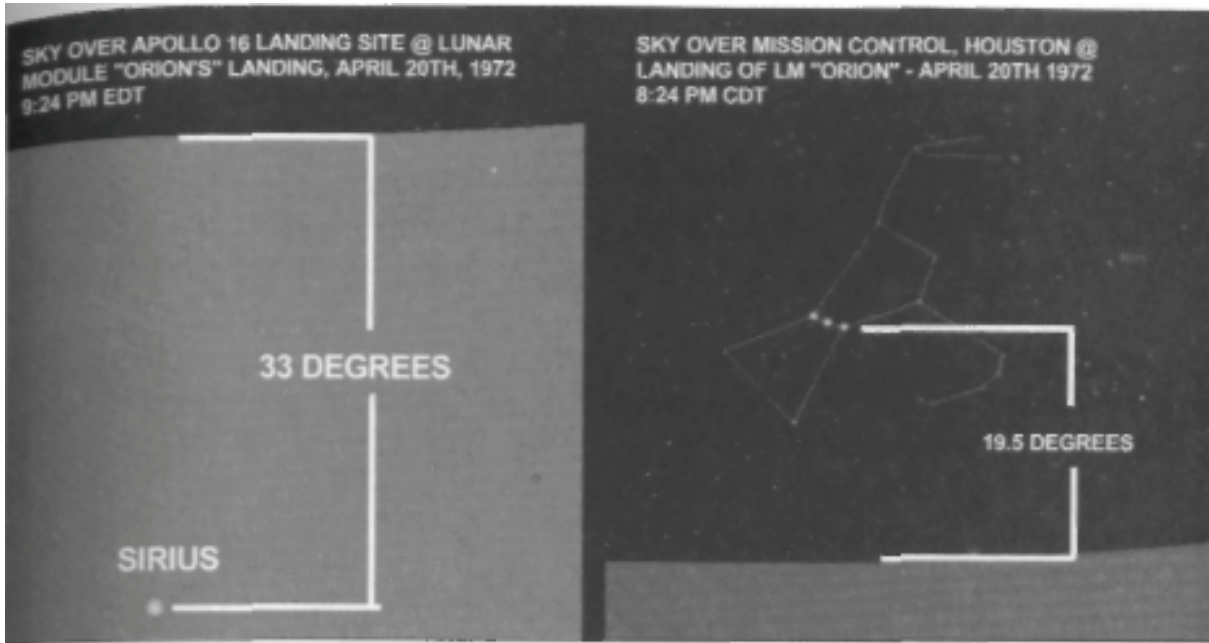 SKY OVER APOLLO 16 LANDING SITE @ LUNAR
MODULE "ORION'S" LANDING, APRIL 20TH, 1972
9:24 PM EDT
33 DEGREES
SIRIUS
SKY OVER MISSION CONTROL, HOUSTON @
LANDING OF LM "ORION" - APRIL 20TH 1972
8:24 PM CDT
19.5 DEGREES